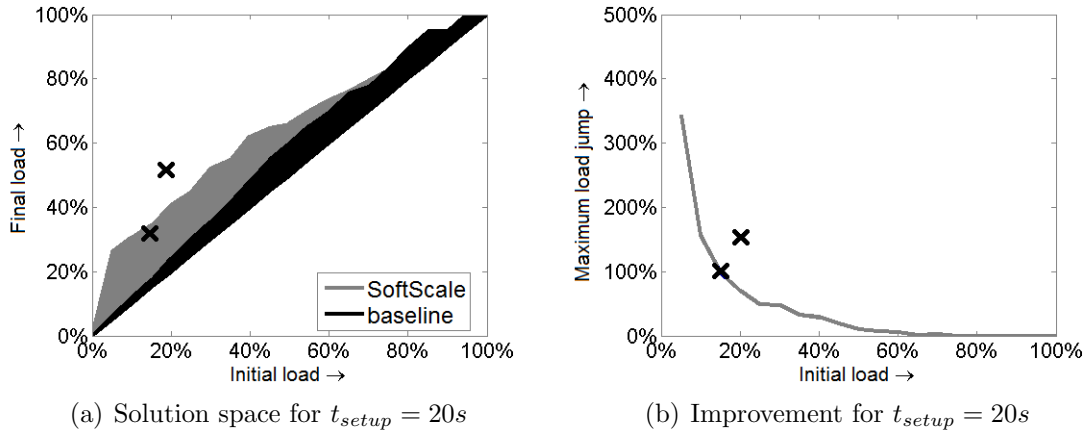 100%
80%
60%
40%
20%
0%
Final load →
0% 20% 40% 60% 80% 100%
Initial load →
SoftScale
baseline
(a) Solution space for t_setup = 20s
500%
400%
300%
200%
100%
0%
Maximum load jump →
0% 20% 40% 60% 80% 100%
Initial load →
(b) Improvement for t_setup = 20s